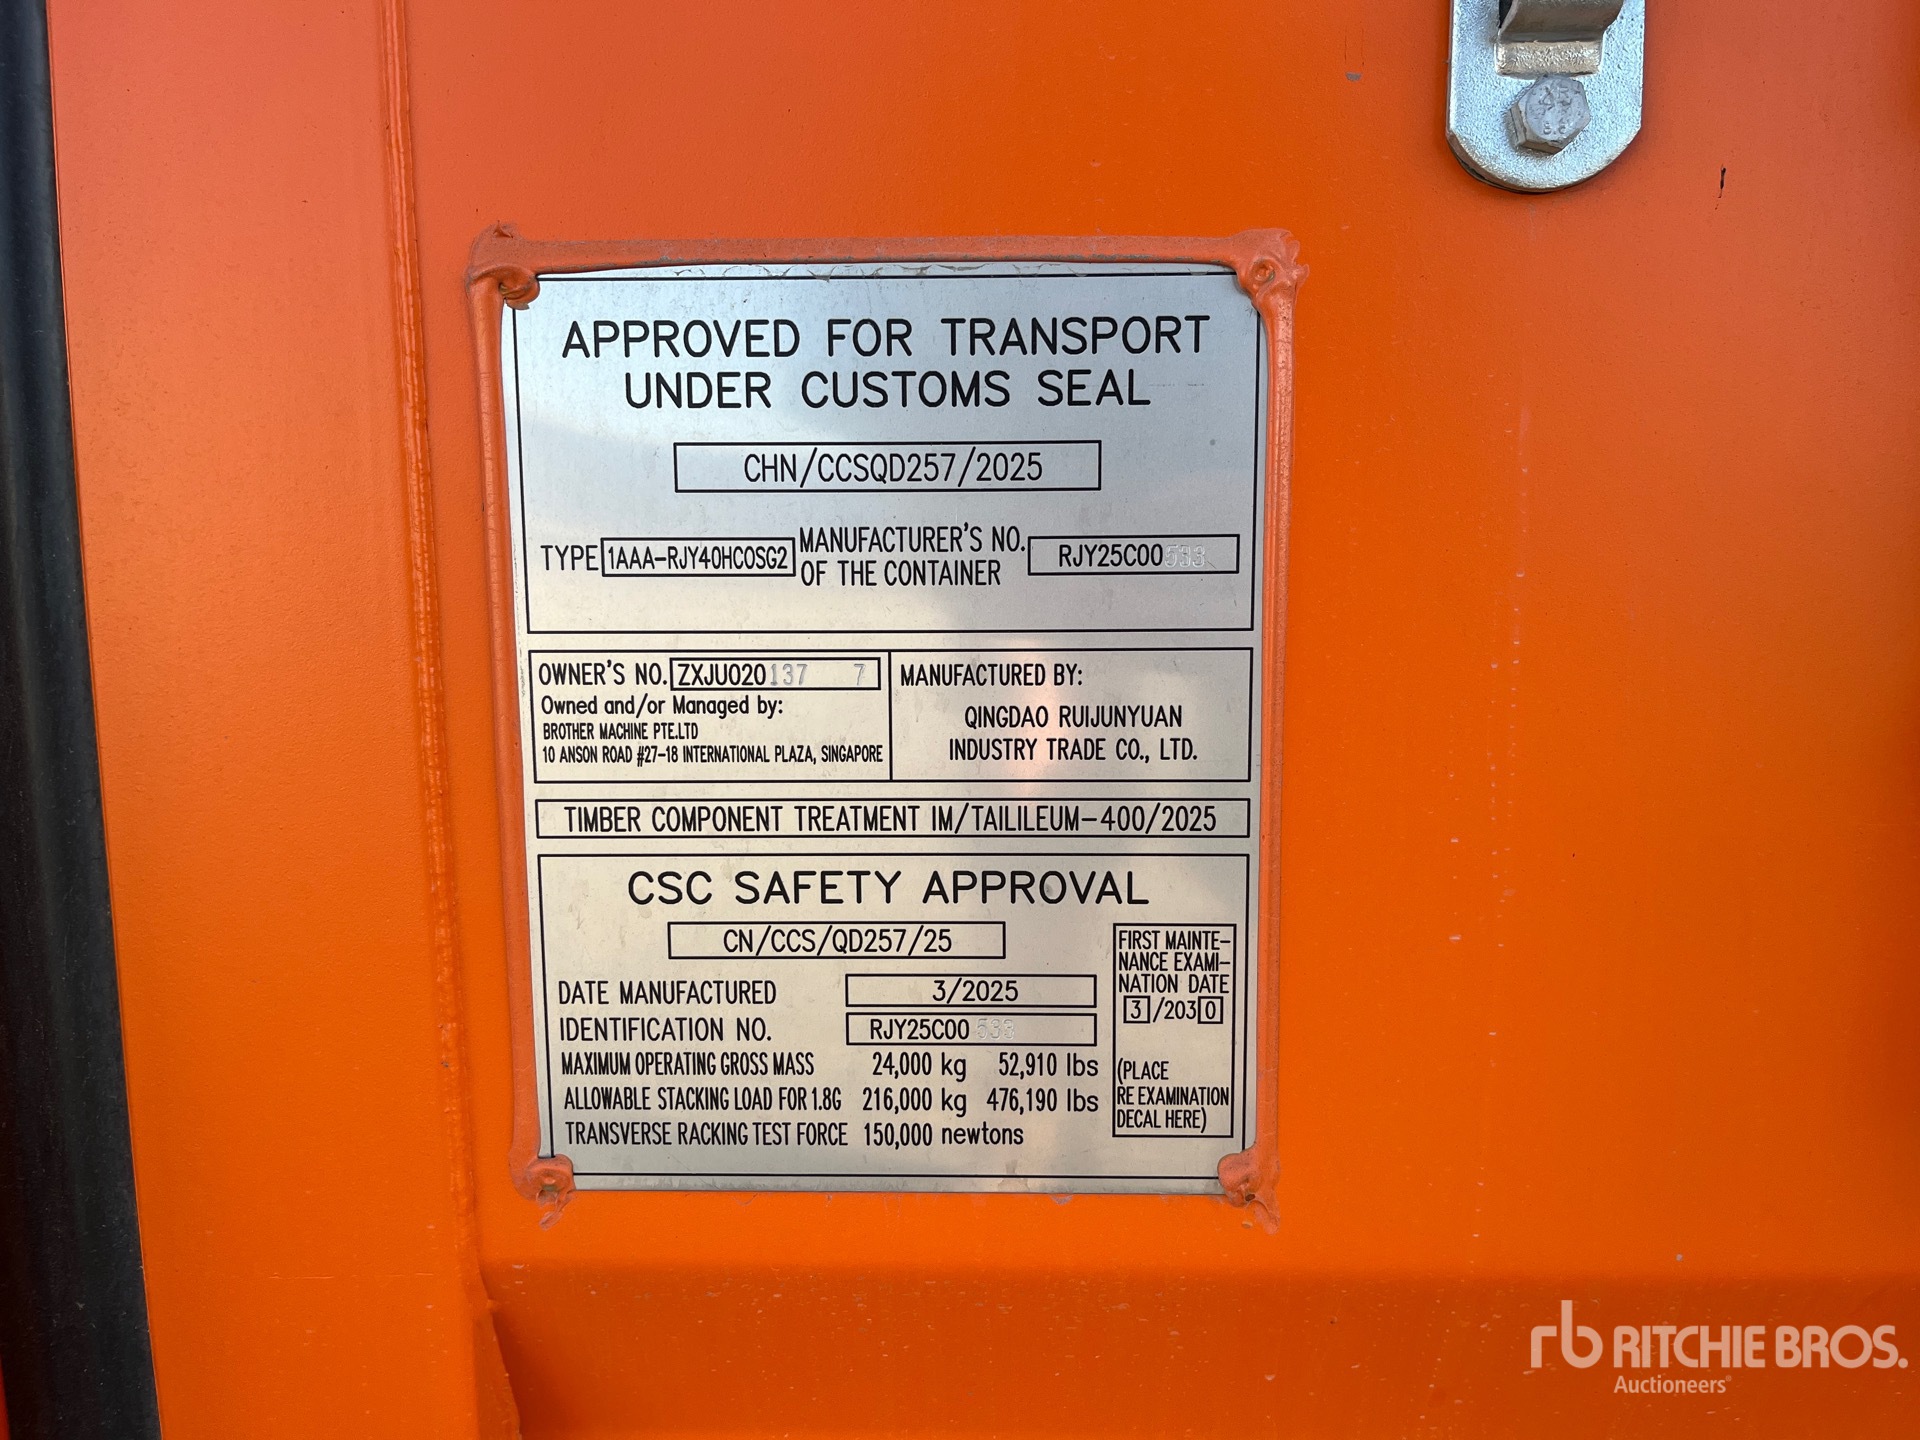 APPROVED FOR TRANSPORT
UNDER CUSTOMS SEAL
CHN/CCSQD257/2025
TYPE 1AAA-RJY40HCOSG2 MANUFACTURER'S NO.
OF THE CONTAINER RJY25C00533
OWNER'S NO. ZXJU020137 7
Owned and/or Managed by:
BROTHER MACHINE PTE.LTD
10 ANSON ROAD #27-18 INTERNATIONAL PLAZA, SINGAPORE
MANUFACTURED BY:
QINGDAO RUIJUNYUAN
INDUSTRY TRADE CO., LTD.
TIMBER COMPONENT TREATMENT IM/TAILILEUM-400/2025
CSC SAFETY APPROVAL
CN/CCS/QD257/25
DATE MANUFACTURED 3/2025
IDENTIFICATION NO. RJY25C00533
MAXIMUM OPERATING GROSS MASS 24,000 kg 52,910 lbs
ALLOWABLE STACKING LOAD FOR 1.8G 216,000 kg 476,190 lbs
TRANSVERSE RACKING TEST FORCE 150,000 newtons
FIRST MAINTE-
NANCE EXAMI-
NATION DATE
3/2030
(PLACE
RE EXAMINATION
DECAL HERE)
rb RITCHIE BROS.
Auctioneers